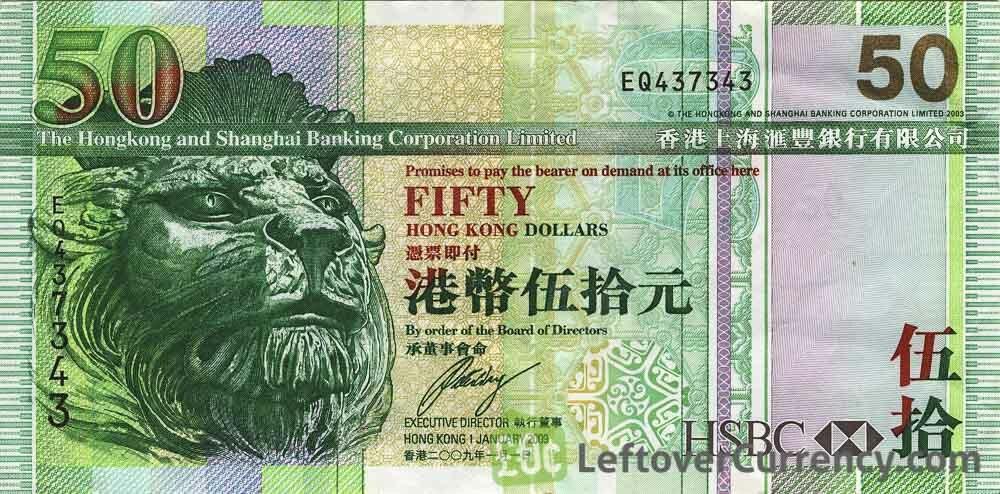 50
EQ437343
50
© THE HONGKONG AND SHANGHAI BANKING CORPORATION LIMITED 2003
The Hongkong and Shanghai Banking Corporation Limited
香港上海滙豐銀行有限公司
Promises to pay the bearer on demand at its office here
FIFTY
HONG KONG DOLLARS
憑票即付
港幣伍拾元
By order of the Board of Directors
承董事會命
EXECUTIVE DIRECTOR 執行董事
HONG KONG 1 JANUARY 2009
香港二〇〇九年一月一日
EQ437343
伍拾
HSBC
LOC
LeftoverCurrency.com